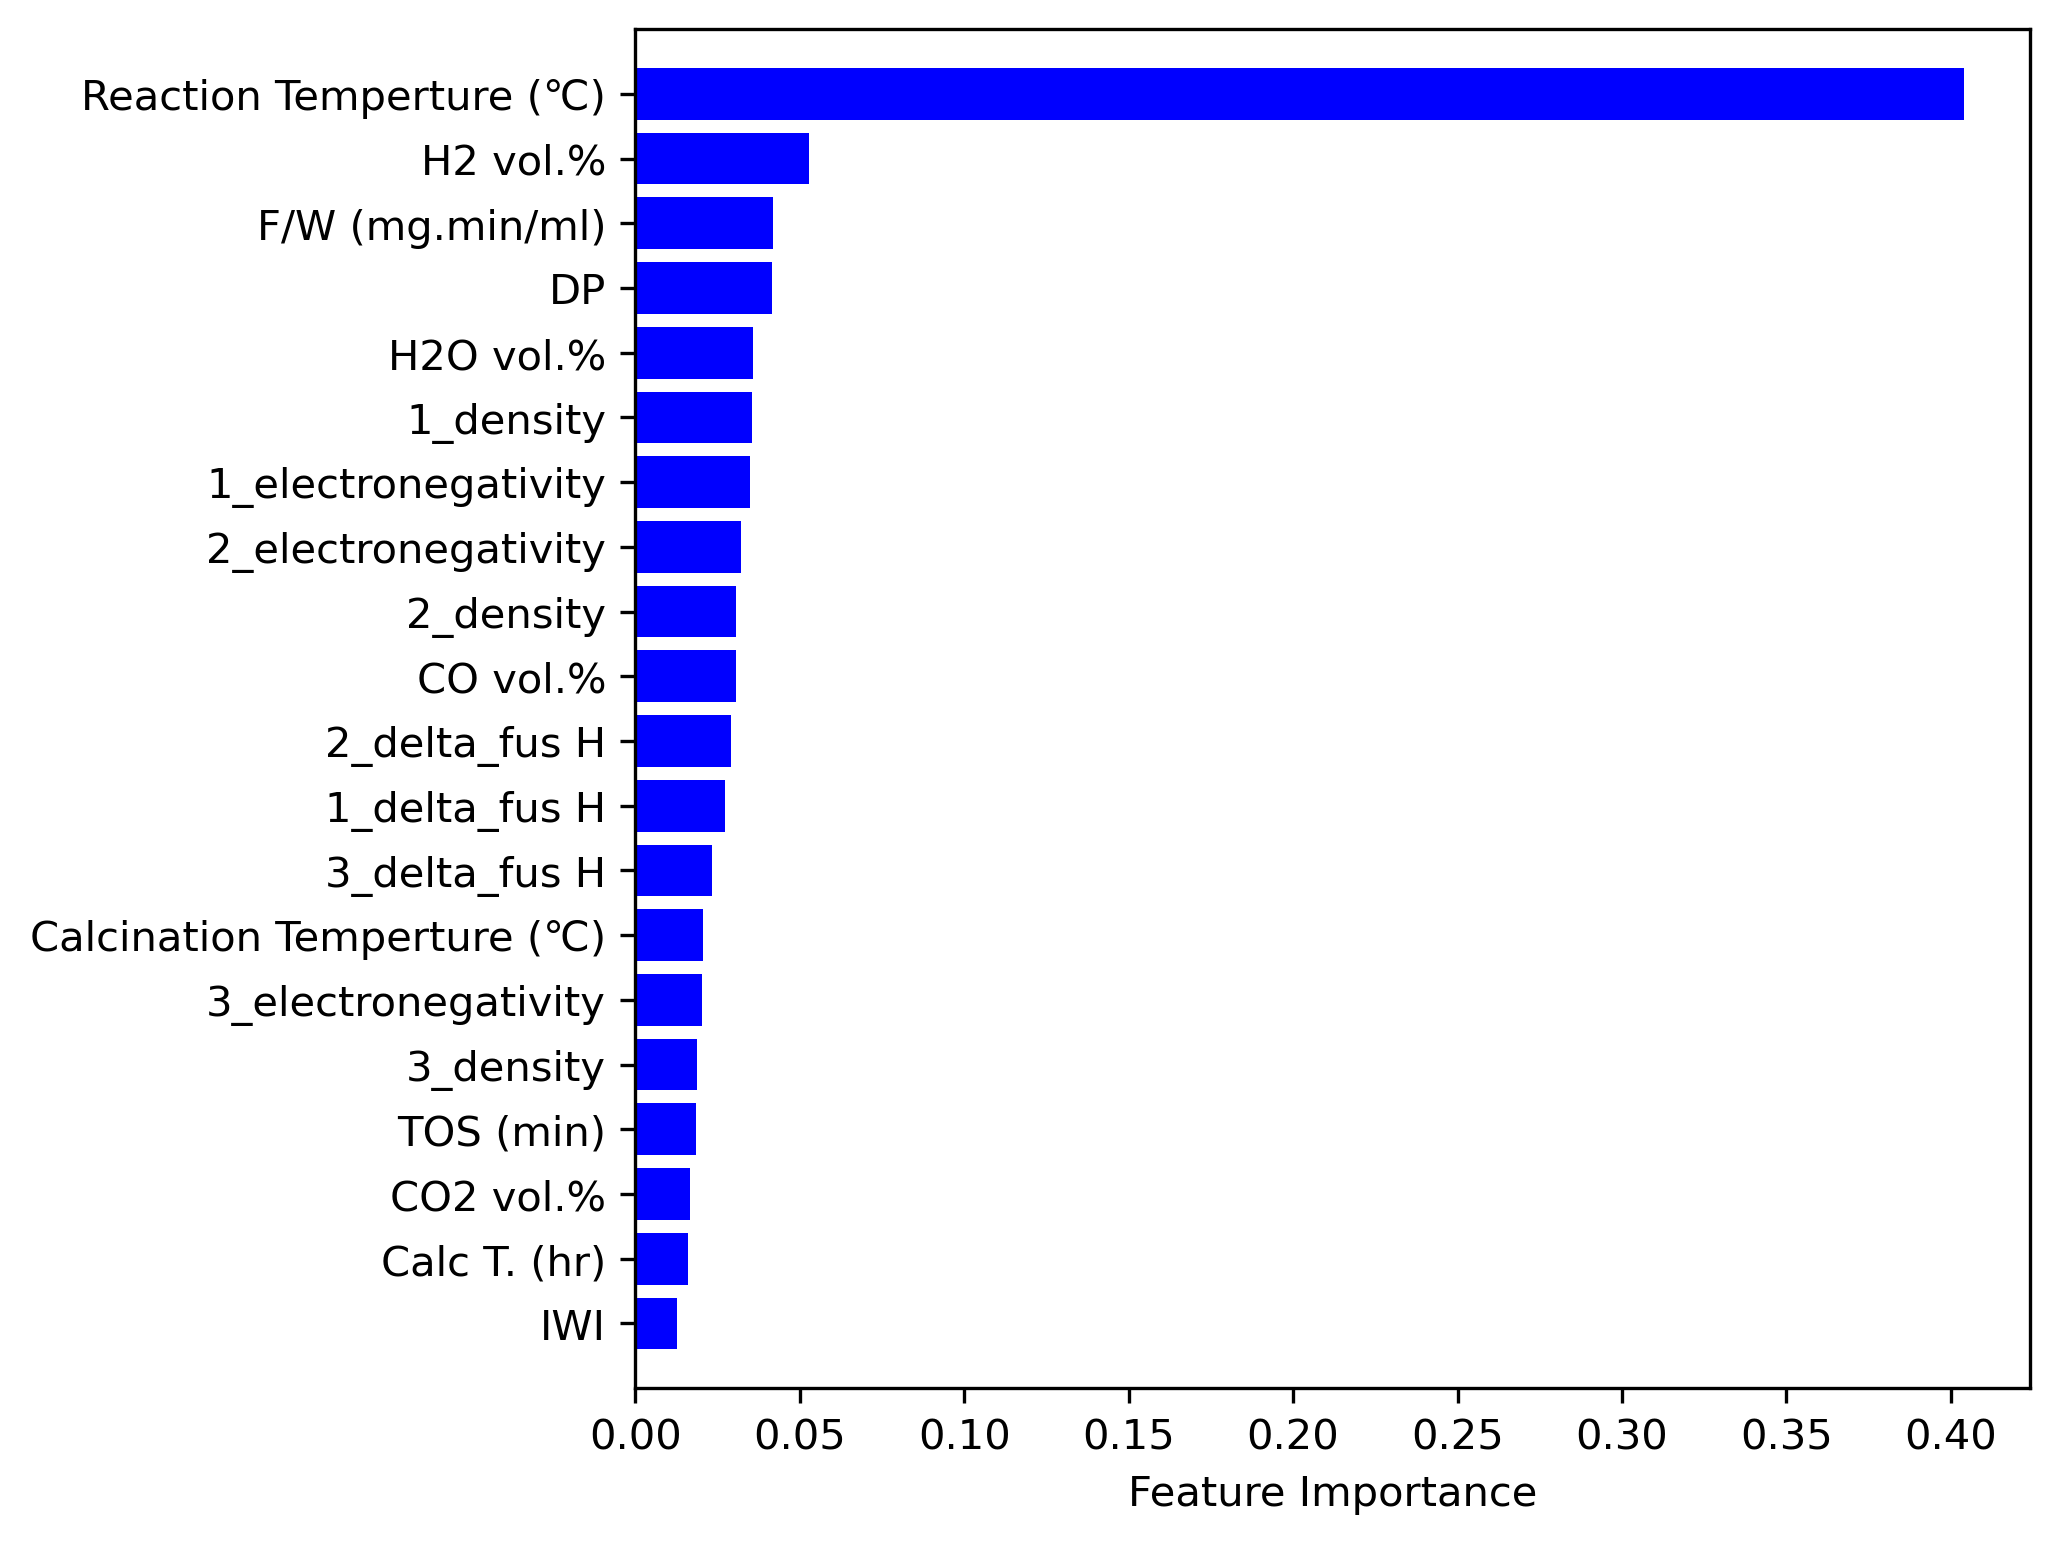 Reaction Temperture (℃)
H2 vol.%
F/W (mg.min/ml)
DP
H2O vol.%
1_density
1_electronegativity
2_electronegativity
2_density
CO vol.%
2_delta_fus H
1_delta_fus H
3_delta_fus H
Calcination Temperture (℃)
3_electronegativity
3_density
TOS (min)
CO2 vol.%
Calc T. (hr)
IWI
0.00 0.05 0.10 0.15 0.20 0.25 0.30 0.35 0.40
Feature Importance